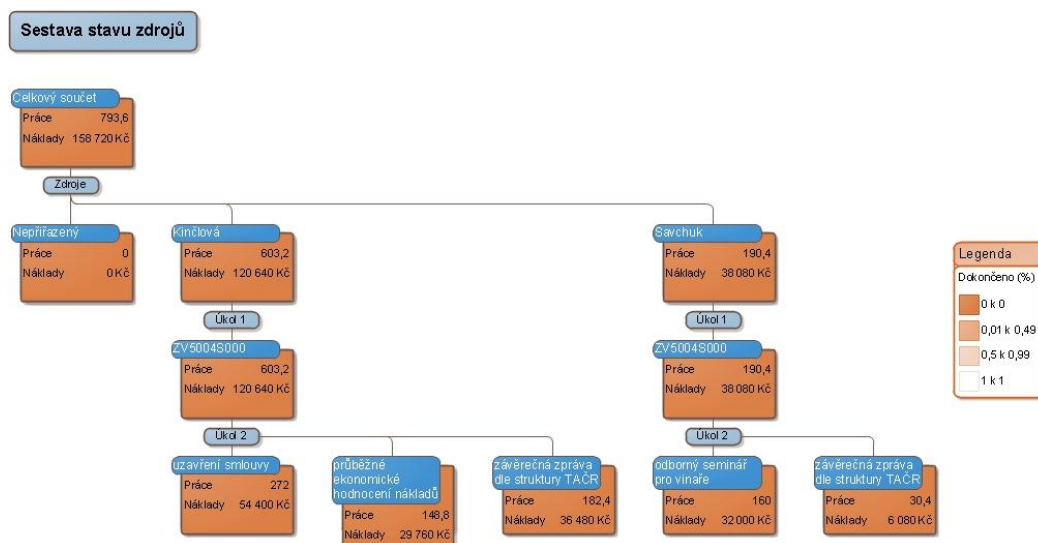 Sestava stavu zdrojů
Celkový součet
Práce 793,6
Náklady 158 720 Kč
Zdroje
Nepřiřazený
Práce 0
Náklady 0 Kč
Kinčlová
Práce 603,2
Náklady 120 640 Kč
Savchuk
Práce 190,4
Náklady 38 080 Kč
Úkol 1
Úkol 1
ZV5004S000
Práce 603,2
Náklady 120 640 Kč
ZV5004S000
Práce 190,4
Náklady 38 080 Kč
Úkol 2
Úkol 2
uzavření smlouvy
Práce 272
Náklady 54 400 Kč
průběžné
ekonomické
hodnocení nákladů
Práce 148,8
Náklady 29 760 Kč
závěrečná zpráva
dle struktury TAČR
Práce 182,4
Náklady 36 480 Kč
odborný seminář
pro vinaře
Práce 160
Náklady 32 000 Kč
závěrečná zpráva
dle struktury TAČR
Práce 30,4
Náklady 6 080 Kč
Legenda
Dokončeno (%)
0 k 0
0,01 k 0,49
0,5 k 0,99
1 k 1